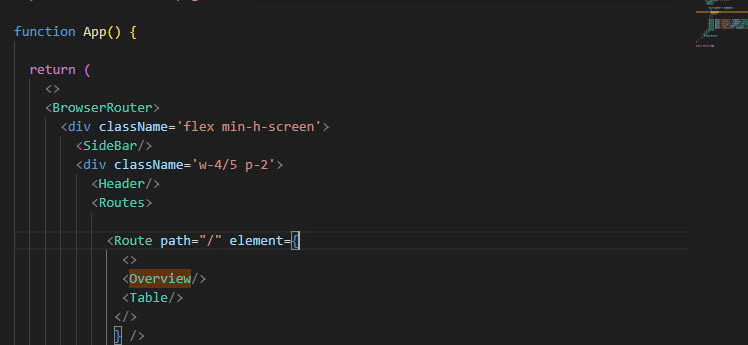 function App() {
return (
<>
<BrowserRouter>
<div className='flex min-h-screen'>
<SideBar/>
<div className='w-4/5 p-2'>
<Header/>
<Routes>
<Route path="/" element={
<>
<Overview/>
<Table/>
</>
} />